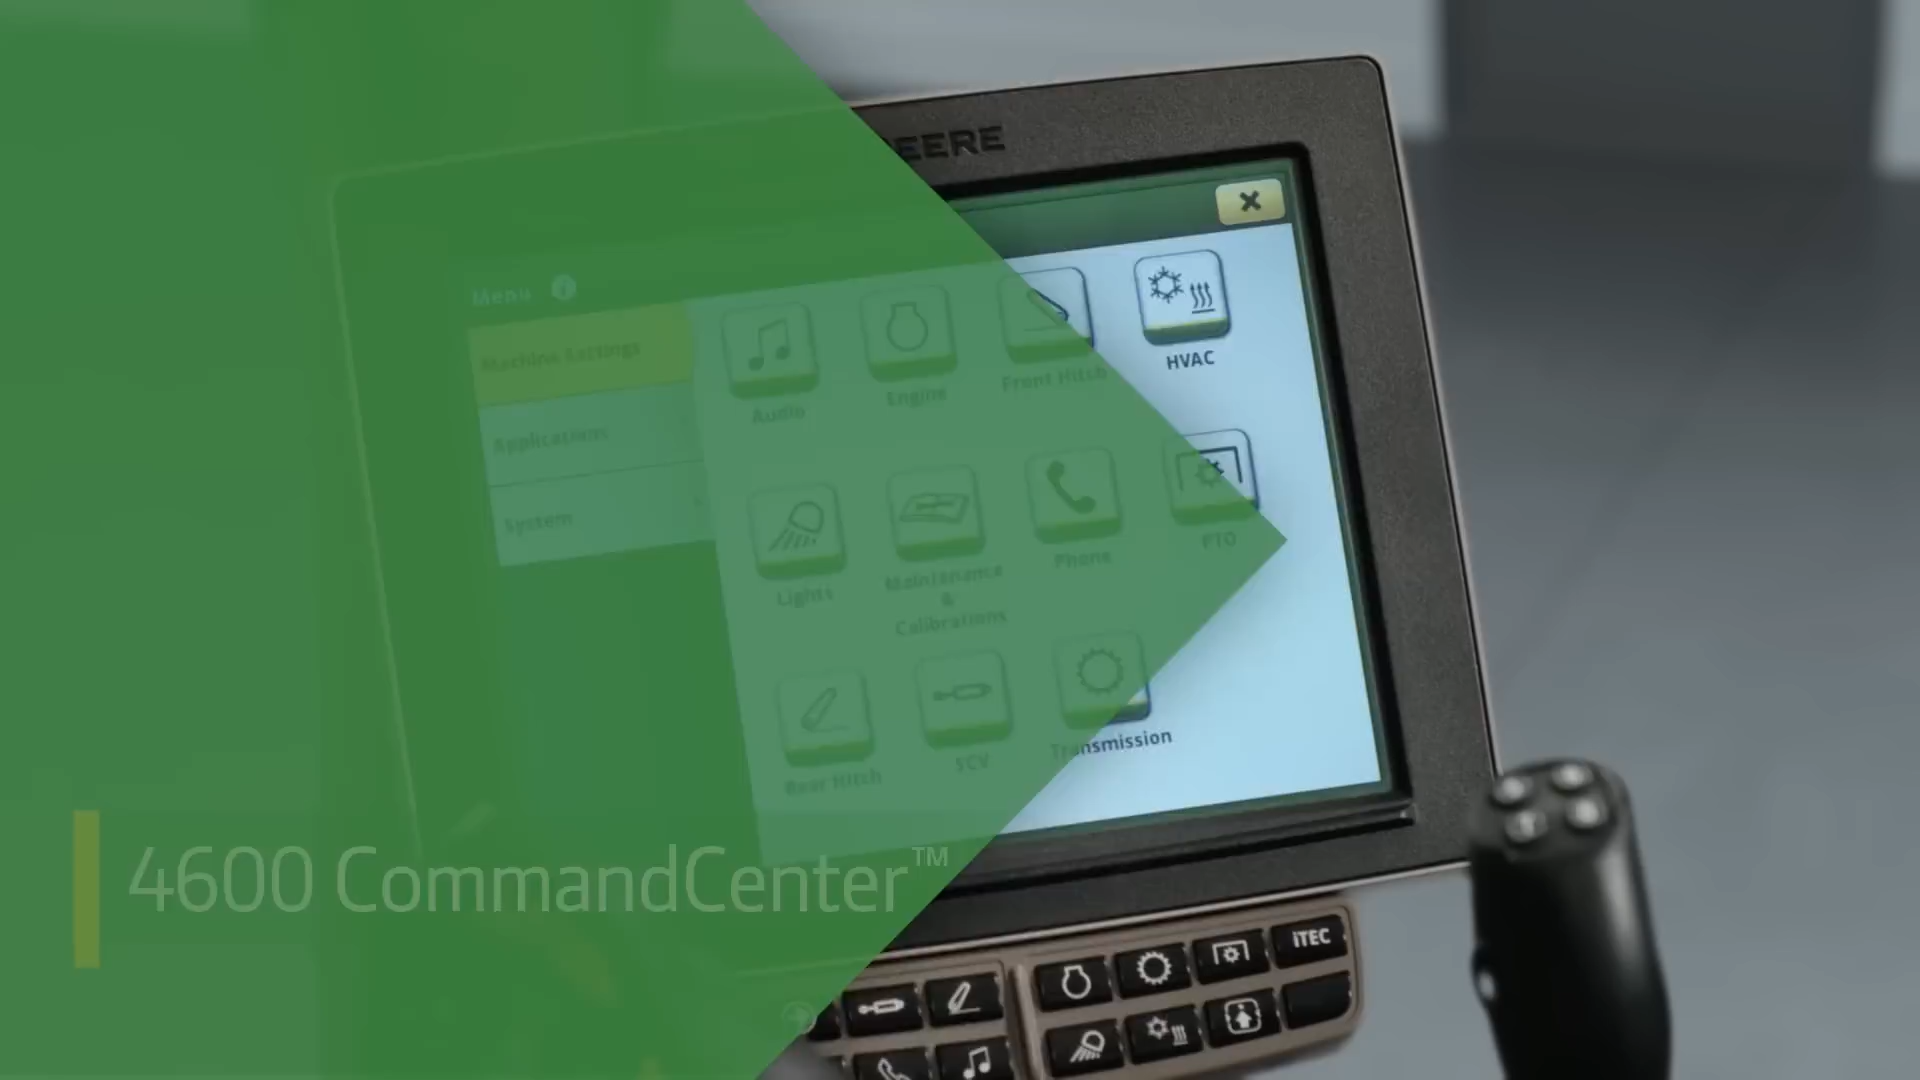 EERE
Menu
Machine Settings
Applications
System
Audio
Engine
Front Hitch
HVAC
Lights
Maintenance
&
Calibrations
Phone
PTO
Rear Hitch
SCV
Transmission
4600 CommandCenter™
iTEC